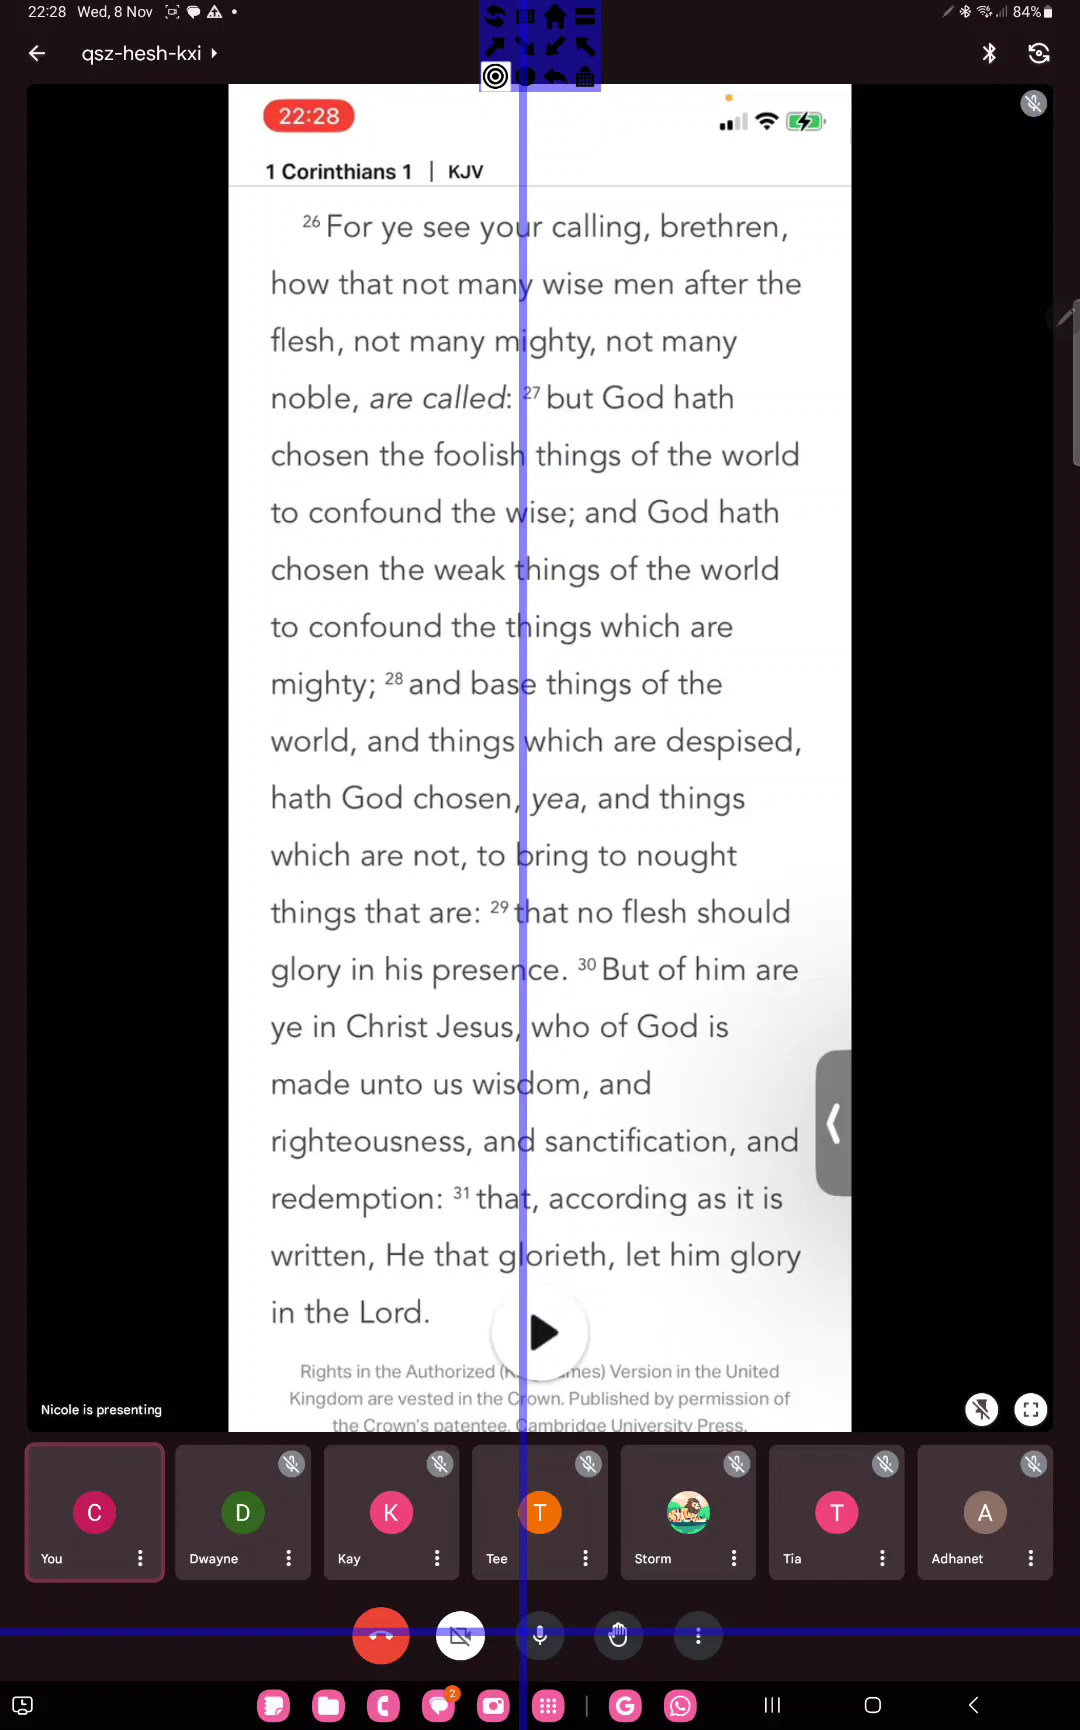 22:28 Wed, 8 Nov 84%
qsz-hesh-kxi
22:28
1 Corinthians 1 | KJV
26 For ye see your calling, brethren,
how that not many wise men after the
flesh, not many mighty, not many
noble, are called: 27 but God hath
chosen the foolish things of the world
to confound the wise; and God hath
chosen the weak things of the world
to confound the things which are
mighty; 28 and base things of the
world, and things which are despised,
hath God chosen, yea, and things
which are not, to bring to nought
things that are: 29 that no flesh should
glory in his presence. 30 But of him are
ye in Christ Jesus, who of God is
made unto us wisdom, and
righteousness, and sanctification, and
redemption: 31 that, according as it is
written, He that glorieth, let him glory
in the Lord.
Rights in the Authorized Version in the United
Kingdom are vested in the Crown. Published by permission of
the Crown's patentee, Cambridge University Press.
Nicole is presenting
C D K T T A
You Dwayne Kay Tee Storm Tia Adhanet
2
G